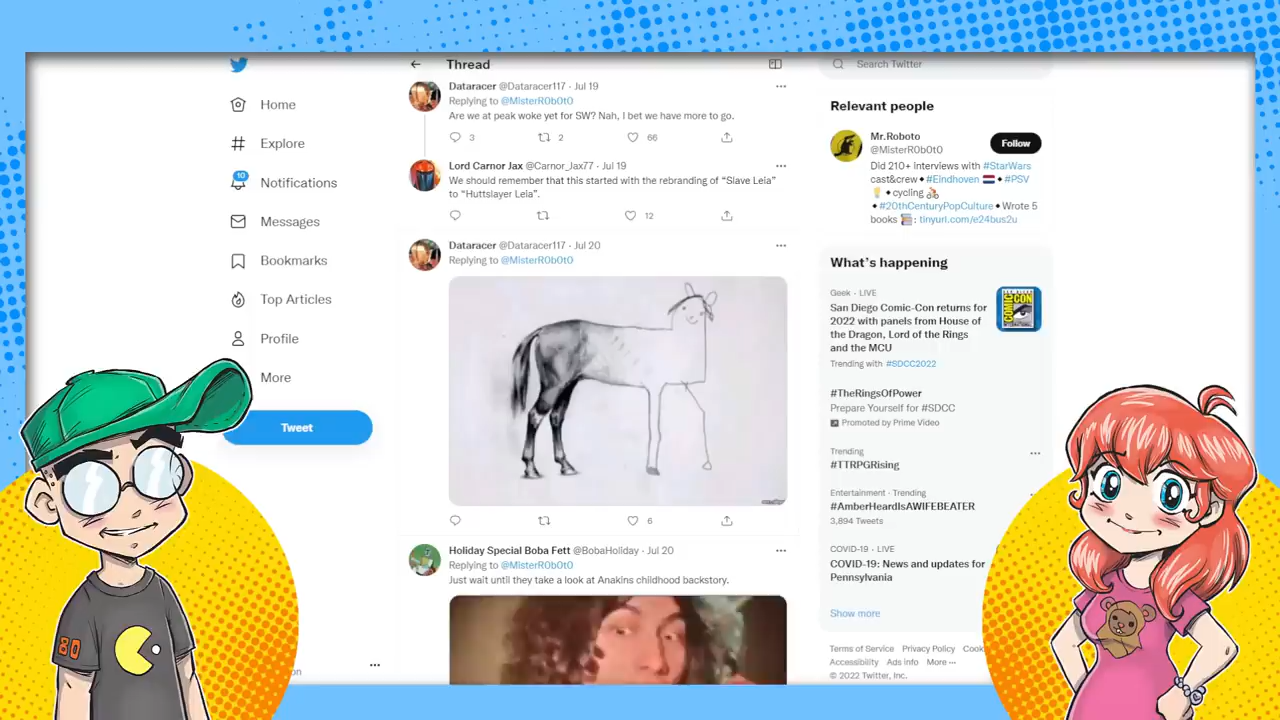 Home
Explore
10
Notifications
Messages
Bookmarks
Top Articles
Profile
More
Tweet
Thread
Dataracer @Dataracer117 · Jul 19
Replying to @MisterR0b0t0
Are we at peak woke yet for SW? Nah, I bet we have more to go.
3 2 66
Lord Carnor Jax @Carnor_Jax77 · Jul 19
We should remember that this started with the rebranding of “Slave Leia”
to “Huttslayer Leia”.
12
Dataracer @Dataracer117 · Jul 20
Replying to @MisterR0b0t0
6
Holiday Special Boba Fett @BobaHoliday · Jul 20
Replying to @MisterR0b0t0
Just wait until they take a look at Anakins childhood backstory.
Search Twitter
Relevant people
Mr.Roboto
@MisterR0b0t0
Follow
Did 210+ interviews with #StarWars
cast&crew #Eindhoven #PSV
cycling
#20thCenturyPopCulture Wrote 5
books : tinyurl.com/e24bus2u
What's happening
Geek · LIVE
San Diego Comic-Con returns for
2022 with panels from House of
the Dragon, Lord of the Rings
and the MCU
Trending with #SDCC2022
COMIC CON
#TheRingsOfPower
Prepare Yourself for #SDCC
Promoted by Prime Video
Trending
#TTRPGRising
Entertainment · Trending
#AmberHeardIsAWIFEBEATER
3,894 Tweets
COVID-19 · LIVE
COVID-19: News and updates for
Pennsylvania
Show more
Terms of Service Privacy Policy Cook
Accessibility Ads info More ···
© 2022 Twitter, Inc.
80